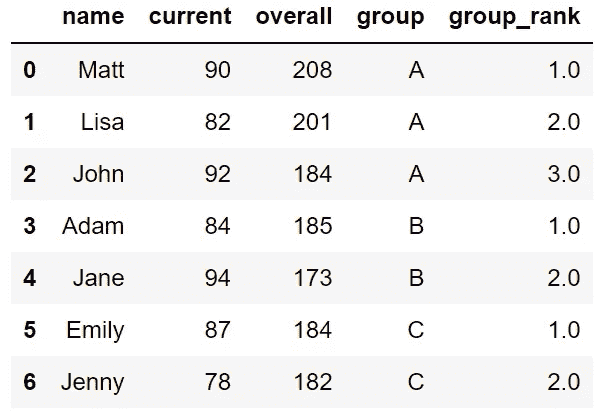 name current overall group group_rank
0 Matt 90 208 A 1.0
1 Lisa 82 201 A 2.0
2 John 92 184 A 3.0
3 Adam 84 185 B 1.0
4 Jane 94 173 B 2.0
5 Emily 87 184 C 1.0
6 Jenny 78 182 C 2.0